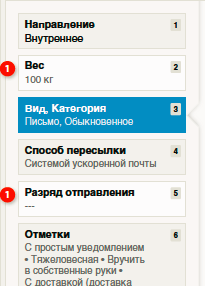 Направление 1
Внутреннее
1 Вес 2
100 кг
Вид, Категория 3
Письмо, Обыкновенное
Способ пересылки 4
Системой ускоренной почты
1 Разряд отправления 5
---
Отметки 6
С простым уведомлением
• Тяжеловесная • Вручить
в собственные руки •
С доставкой (доставка